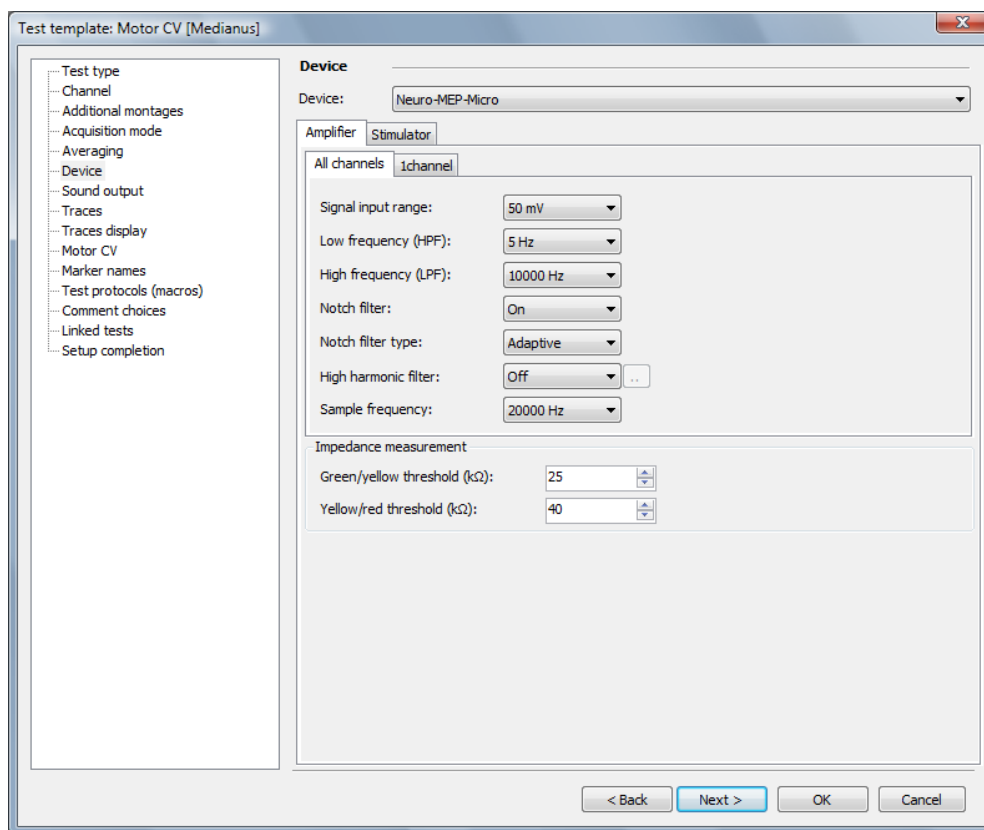 Test template: Motor CV [Medianus]
Test type
Channel
Additional montages
Acquisition mode
Averaging
Device
Sound output
Traces
Traces display
Motor CV
Marker names
Test protocols (macros)
Comment choices
Linked tests
Setup completion
Device
Device: Neuro-MEP-Micro
Amplifier Stimulator
All channels 1channel
Signal input range: 50 mV
Low frequency (HPF): 5 Hz
High frequency (LPF): 10000 Hz
Notch filter: On
Notch filter type: Adaptive
High harmonic filter: Off ..
Sample frequency: 20000 Hz
Impedance measurement
Green/yellow threshold (kΩ): 25
Yellow/red threshold (kΩ): 40
< Back Next > OK Cancel